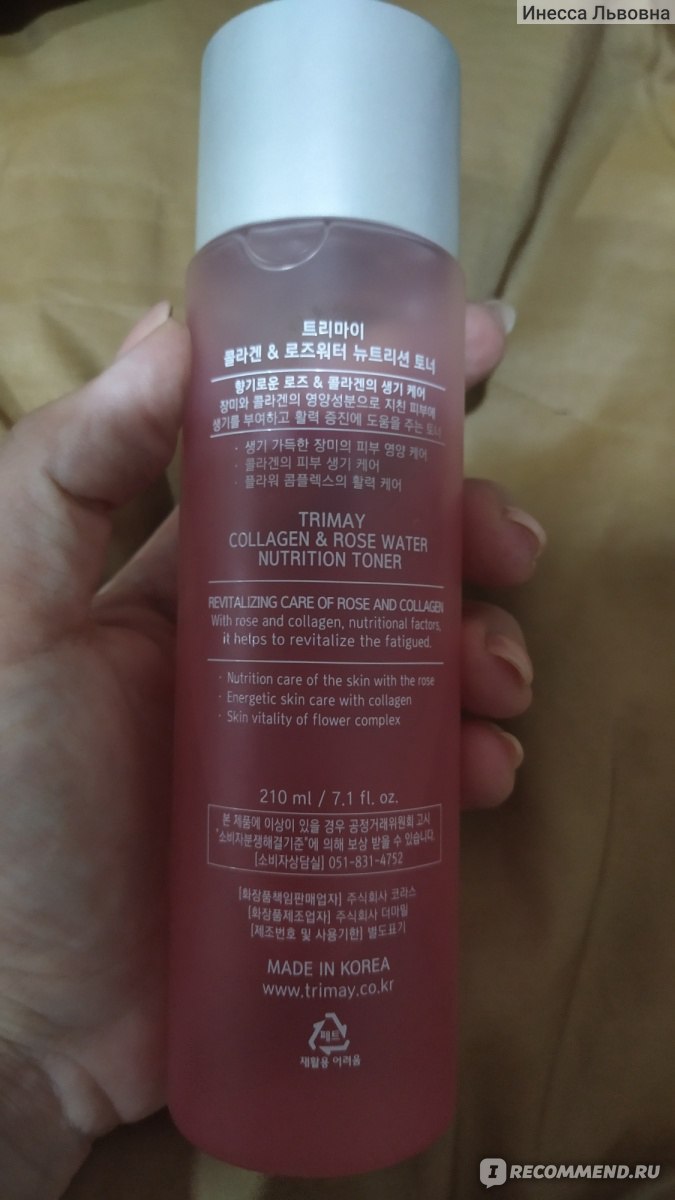 Инесса Львовна
트리마이
콜라겐 & 로즈워터 뉴트리션 토너
향기로운 로즈 & 콜라겐의 생기 케어
장미와 콜라겐의 영양성분으로 지친 피부에
생기를 부여하고 활력 증진에 도움을 주는 토너
· 생기 가득한 장미의 피부 영양 케어
· 콜라겐의 피부 생기 케어
· 플라워 콤플렉스의 활력 케어
TRIMAY
COLLAGEN & ROSE WATER
NUTRITION TONER
REVITALIZING CARE OF ROSE AND COLLAGEN
With rose and collagen, nutritional factors,
it helps to revitalize the fatigued.
· Nutrition care of the skin with the rose
· Energetic skin care with collagen
· Skin vitality of flower complex
210 ml / 7.1 fl. oz.
본 제품에 이상이 있을 경우 공정거래위원회 고시
"소비자분쟁해결기준"에 의해 보상 받을 수 있습니다.
[소비자상담실] 051-831-4752
[화장품책임판매업자] 주식회사 코라스
[화장품제조업자] 주식회사 더마밀
[제조번호 및 사용기한] 별도표기
MADE IN KOREA
www.trimay.co.kr
페트
재활용 어려움
IRECOMMEND.RU